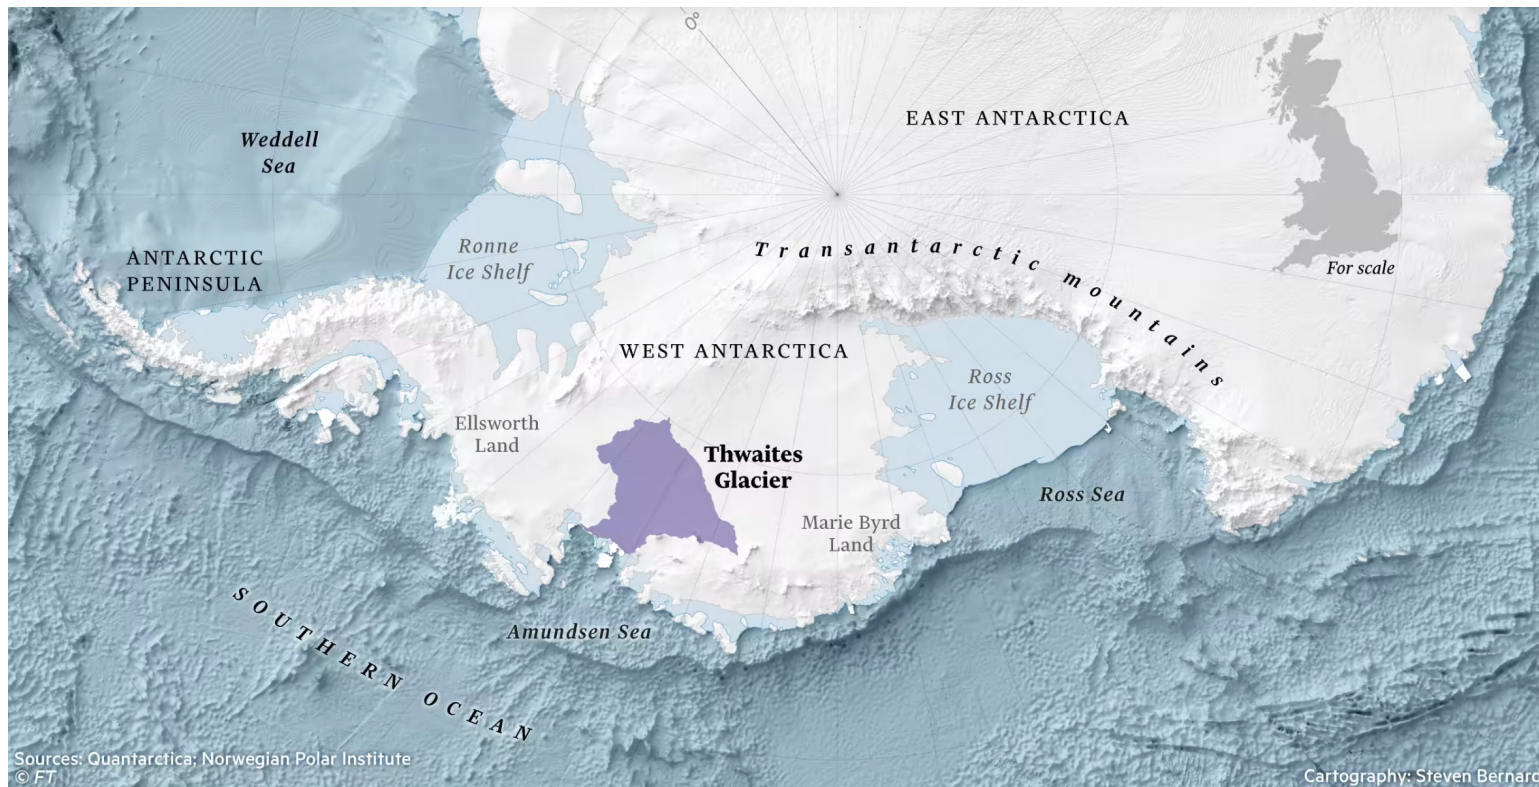 0°
EAST ANTARCTICA
Weddell
Sea
Ronne
Ice Shelf
ANTARCTIC
PENINSULA
Transantarctic mountains
For scale
WEST ANTARCTICA
Ross
Ice Shelf
Ellsworth
Land
Thwaites
Glacier
Ross Sea
Marie Byrd
Land
SOUTHERN OCEAN
Amundsen Sea
Sources: Quantarctica; Norwegian Polar Institute
© FT
Cartography: Steven Bernard